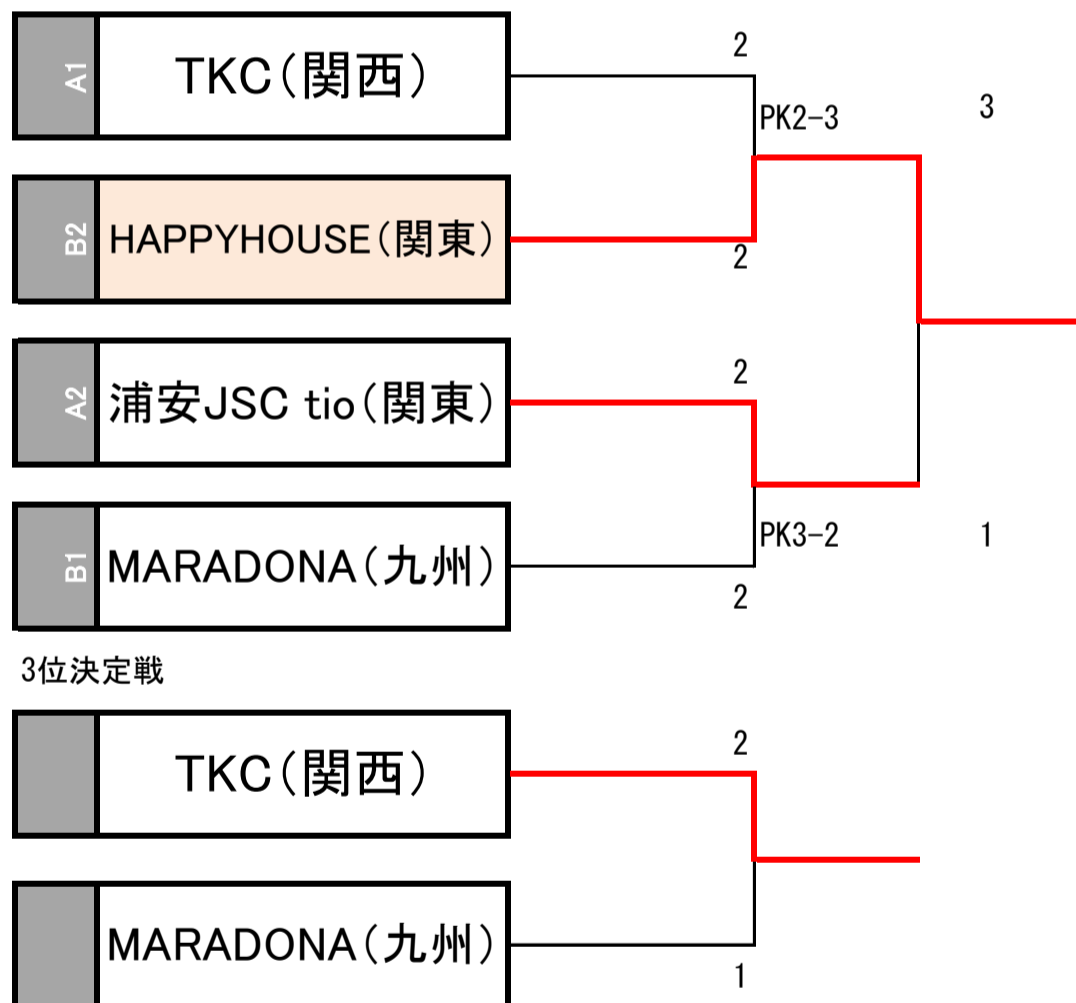 A1
TKC(関西)
2
PK2-3
3
B2
HAPPYHOUSE(関東)
2
A2
浦安JSC tio(関東)
2
B1
MARADONA(九州)
PK3-2
1
2
3位決定戦
TKC(関西)
2
MARADONA(九州)
1